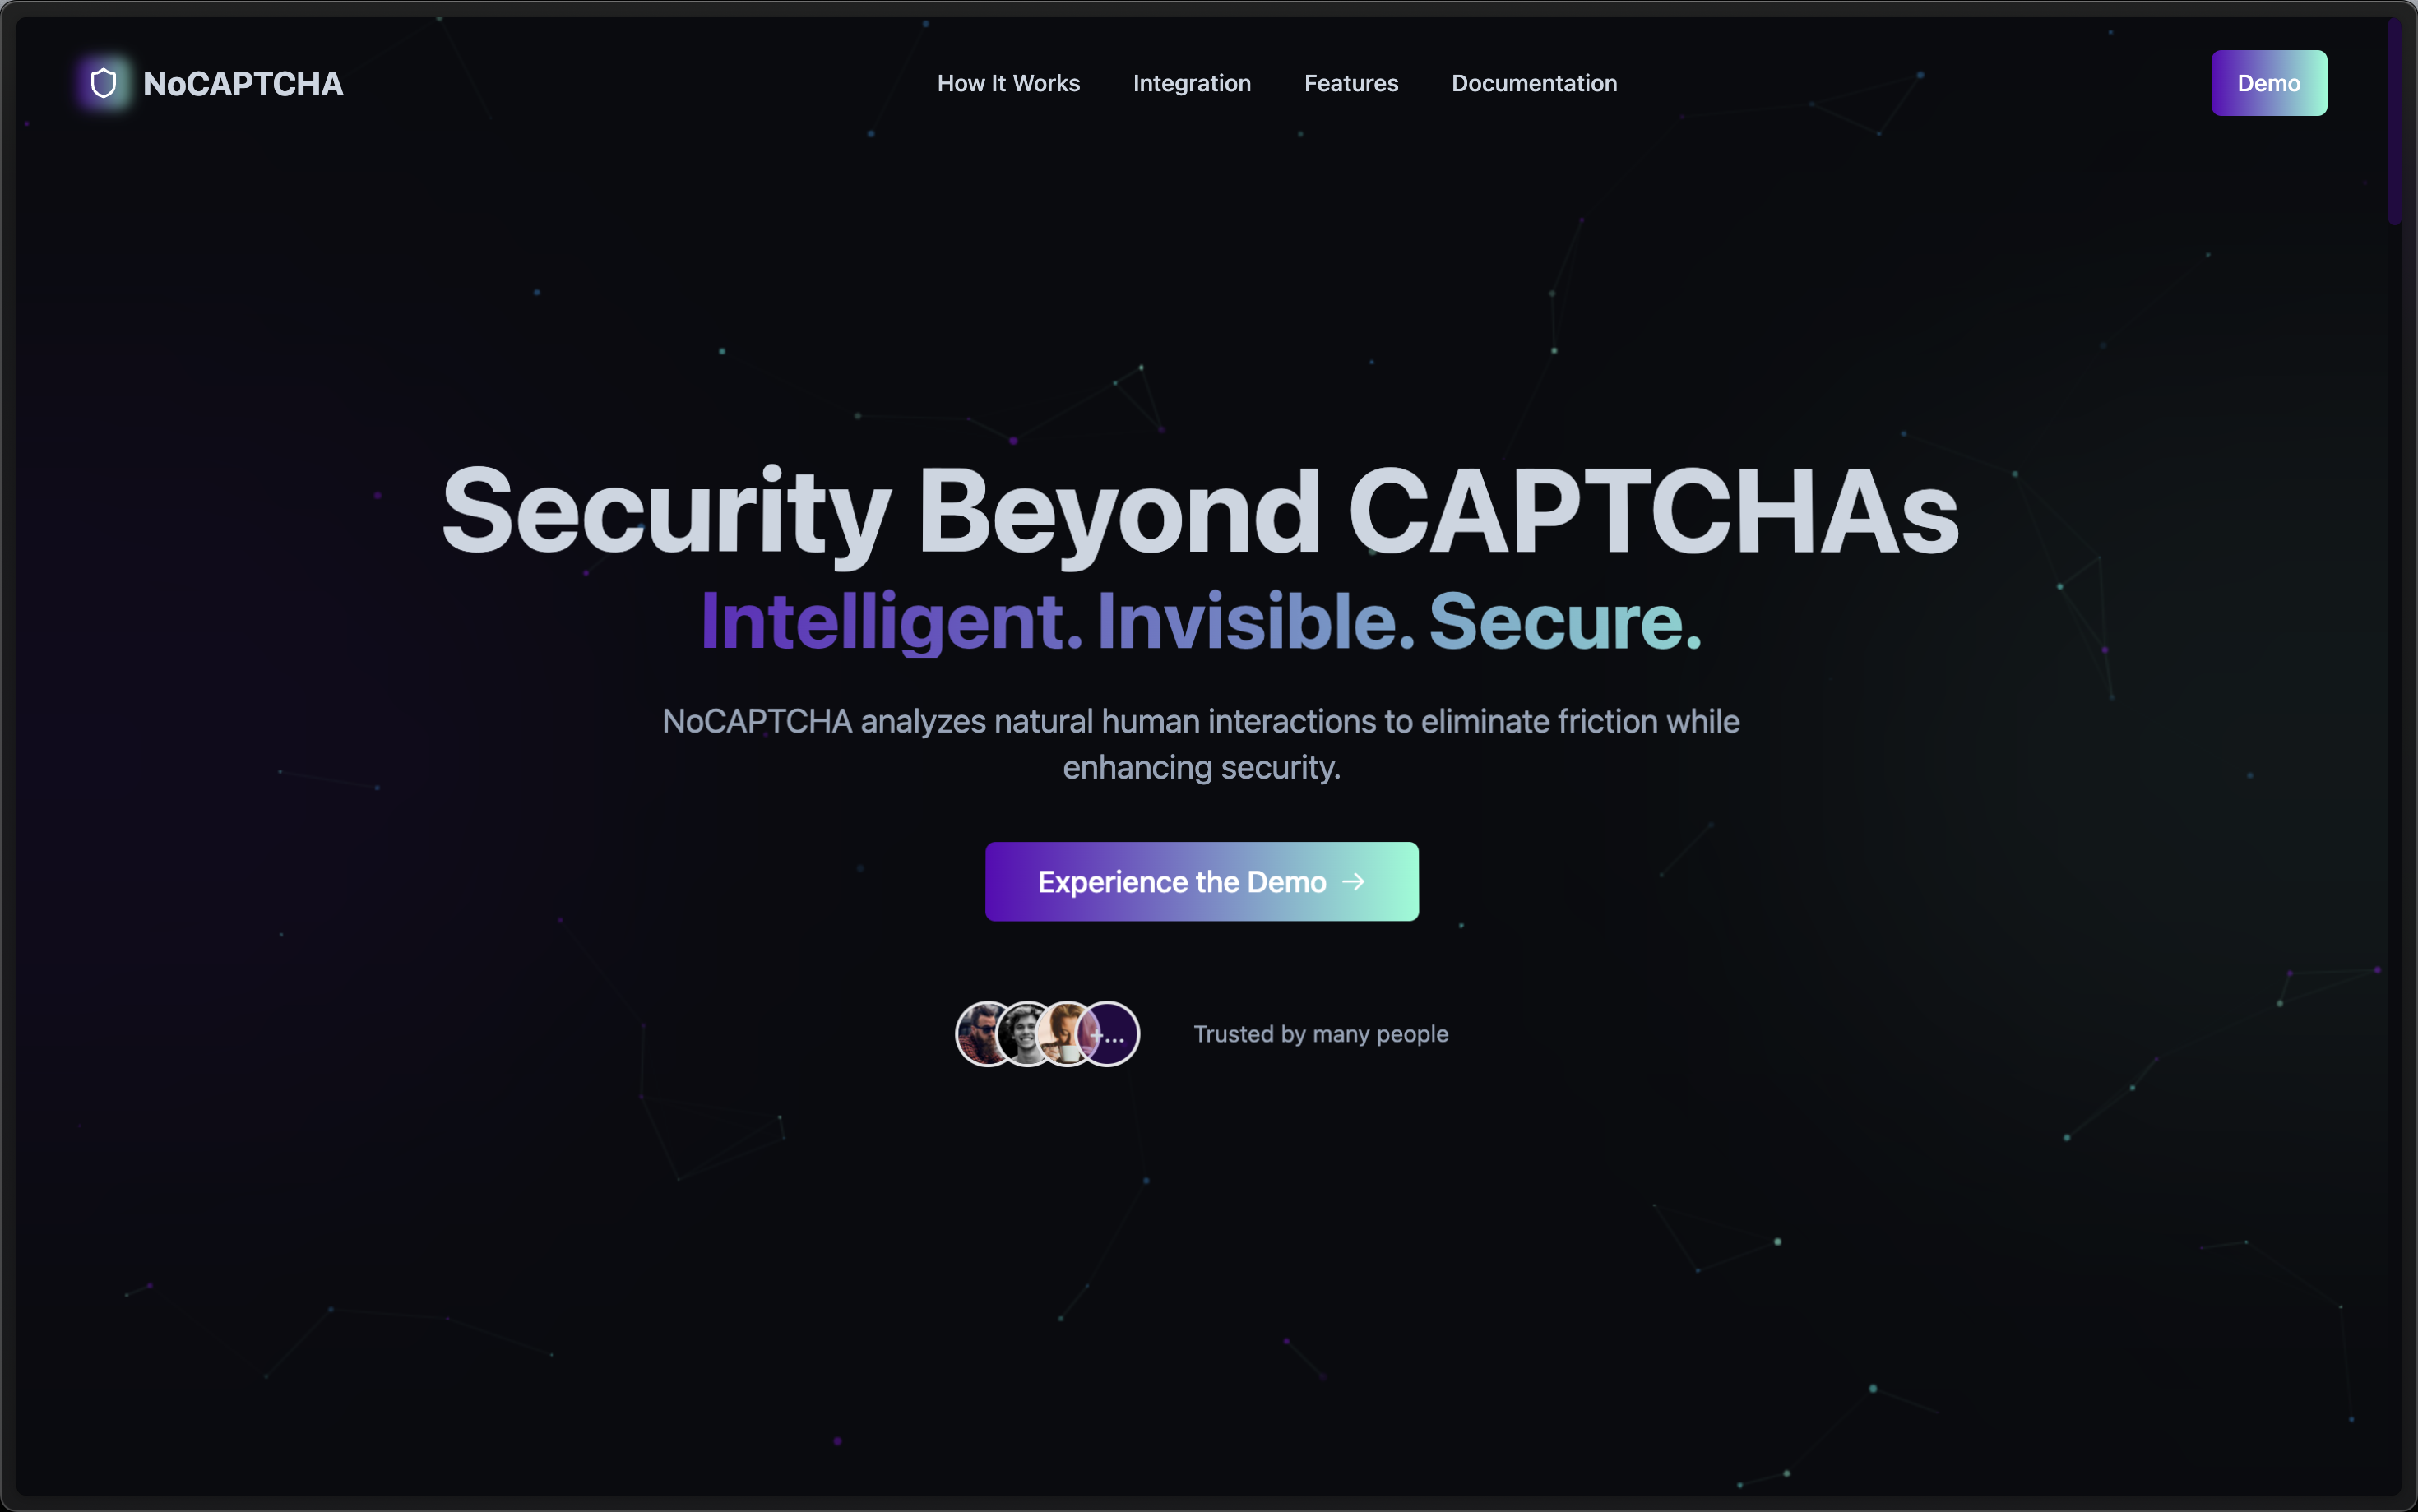 NoCAPTCHA
How It Works
Integration
Features
Documentation
Demo
Security Beyond CAPTCHAs
Intelligent. Invisible. Secure.
NoCAPTCHA analyzes natural human interactions to eliminate friction while
enhancing security.
Experience the Demo →
+...
Trusted by many people